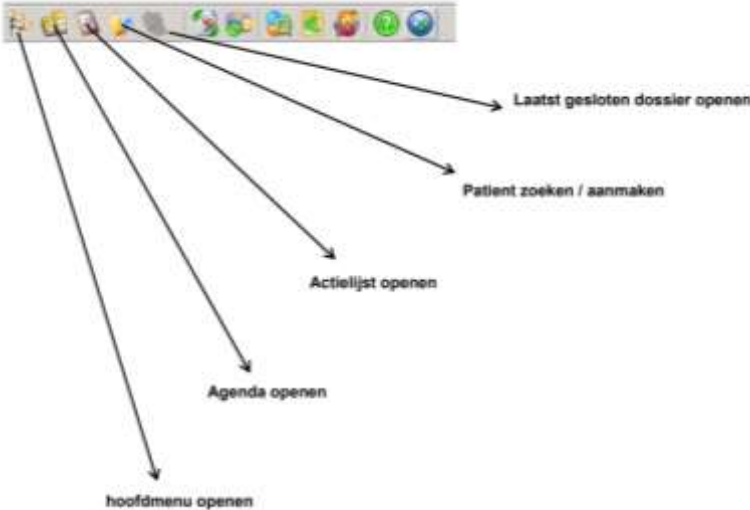 Laatst gesloten dossier openen
Patient zoeken / aanmaken
Actielijst openen
Agenda openen
hoofdmenu openen